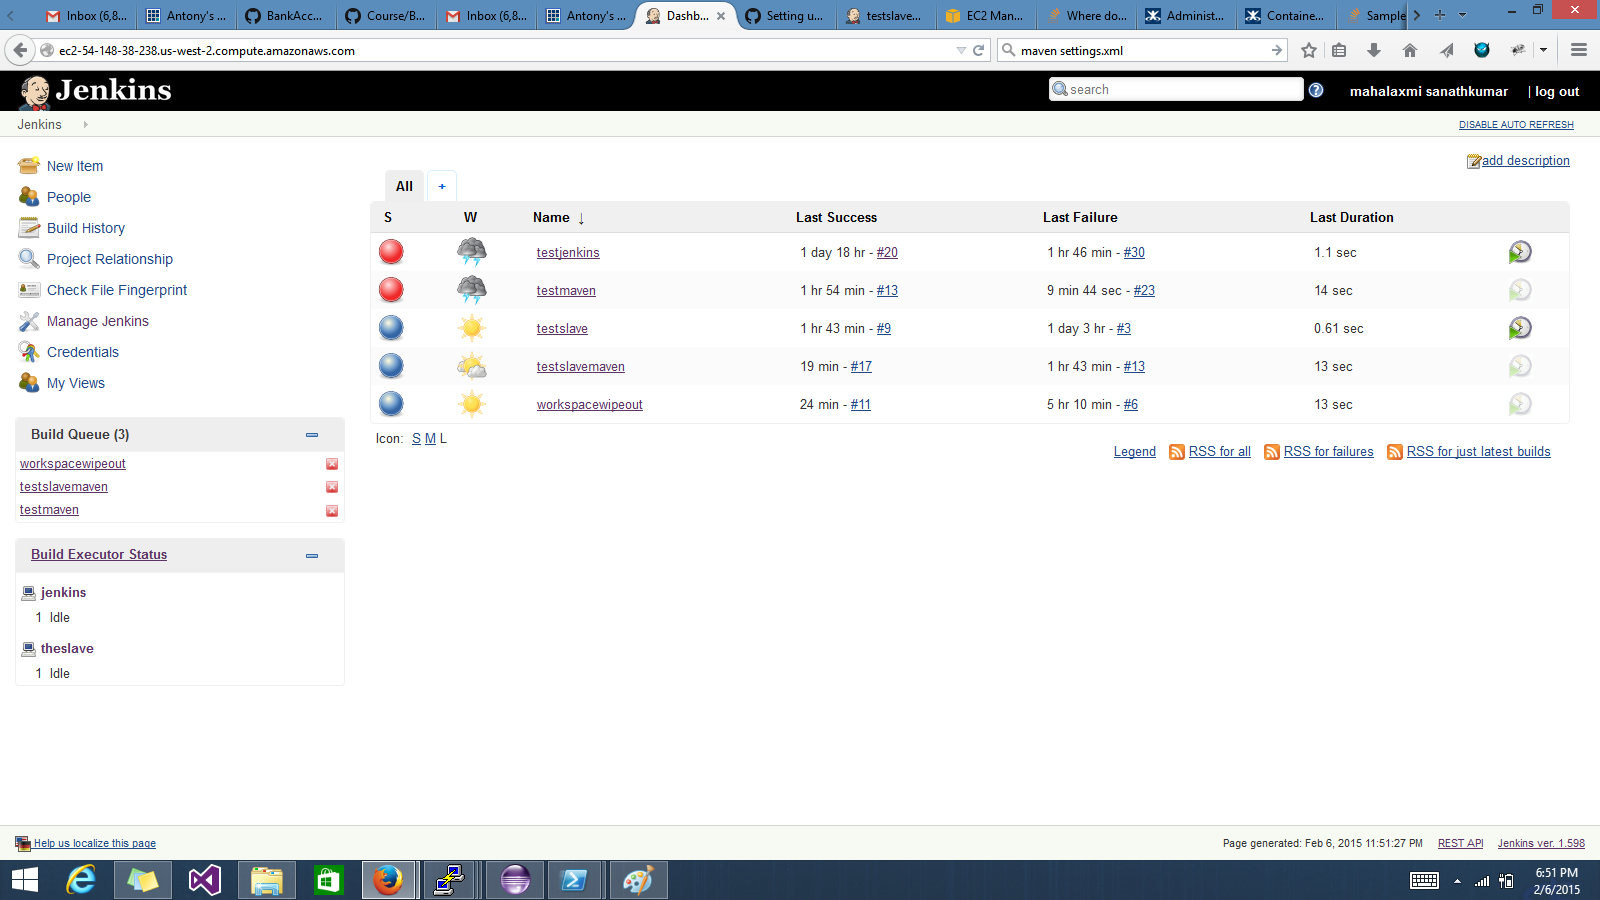 Inbox (6,8... Antony's ... BankAcc... Course/B... Inbox (6,8... Antony's ... Dashb... Setting u... testslave... EC2 Man... Where do... Administ... Containe... Sample
ec2-54-148-38-238.us-west-2.compute.amazonaws.com maven settings.xml
Jenkins search mahalaxmi sanathkumar | log out
Jenkins DISABLE AUTO REFRESH
add description
New Item
People
Build History
Project Relationship
Check File Fingerprint
Manage Jenkins
Credentials
My Views
Build Queue (3)
workspacewipeout
testslavemaven
testmaven
Build Executor Status
jenkins
1 Idle
theslave
1 Idle
All +
S W Name ↓ Last Success Last Failure Last Duration
testjenkins 1 day 18 hr - #20 1 hr 46 min - #30 1.1 sec
testmaven 1 hr 54 min - #13 9 min 44 sec - #23 14 sec
testslave 1 hr 43 min - #9 1 day 3 hr - #3 0.61 sec
testslavemaven 19 min - #17 1 hr 43 min - #13 13 sec
workspacewipeout 24 min - #11 5 hr 10 min - #6 13 sec
Icon: S M L
Legend RSS for all RSS for failures RSS for just latest builds
Help us localize this page Page generated: Feb 6, 2015 11:51:27 PM REST API Jenkins ver. 1.598
6:51 PM
2/6/2015